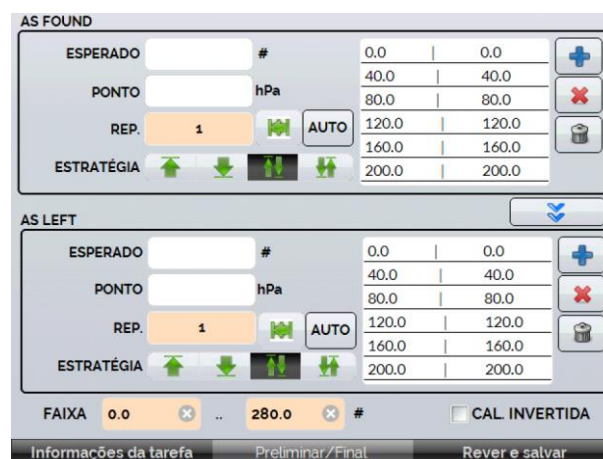 AS FOUND
ESPERADO #
0.0 | 0.0
40.0 | 40.0
PONTO hPa
80.0 | 80.0
REP. 1 AUTO
120.0 | 120.0
160.0 | 160.0
ESTRATÉGIA
200.0 | 200.0
AS LEFT
ESPERADO #
0.0 | 0.0
40.0 | 40.0
PONTO hPa
80.0 | 80.0
REP. 1 AUTO
120.0 | 120.0
160.0 | 160.0
ESTRATÉGIA
200.0 | 200.0
FAIXA 0.0 .. 280.0 # CAL. INVERTIDA
Informações da tarefa Preliminar/Final Rever e salvar